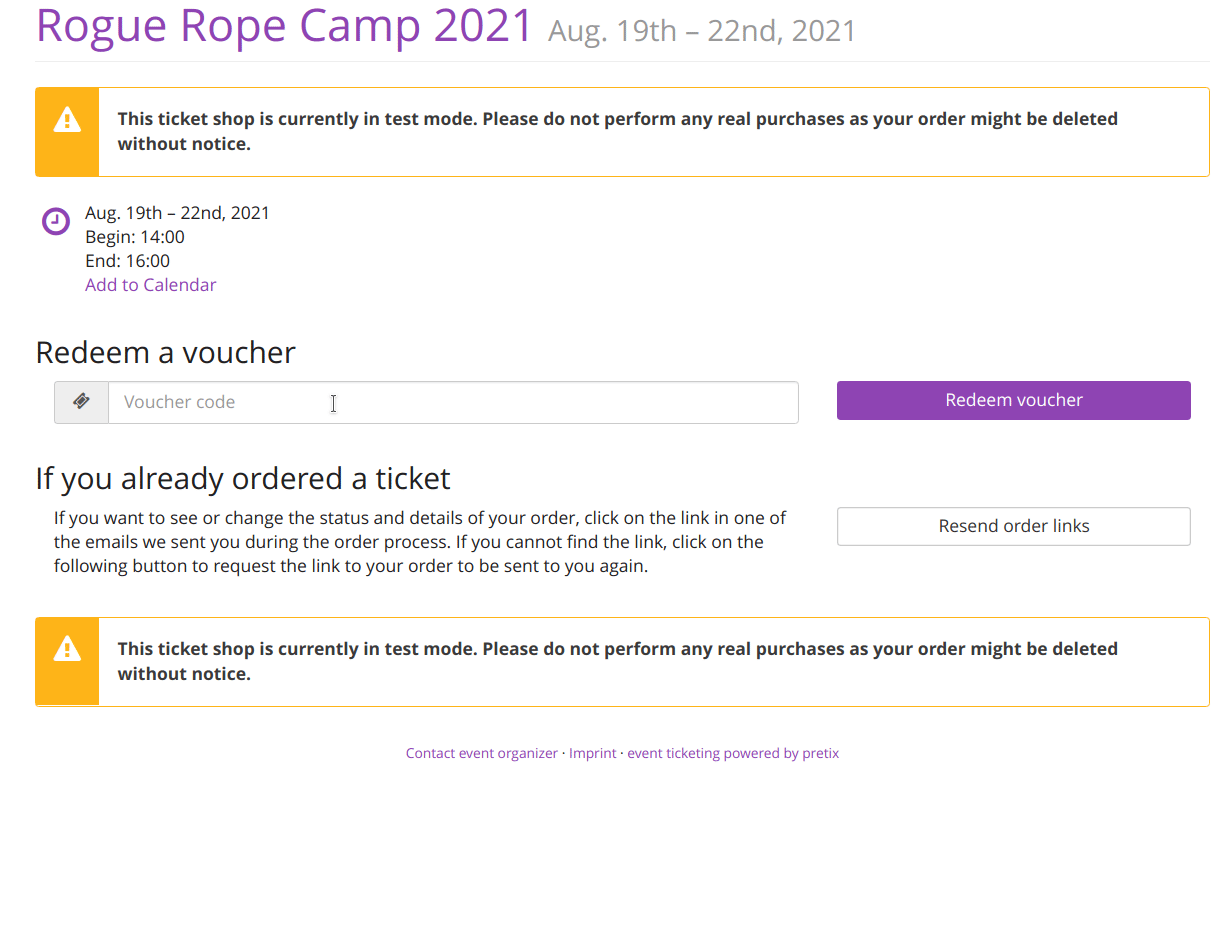 Rogue Rope Camp 2021 Aug. 19th – 22nd, 2021
This ticket shop is currently in test mode. Please do not perform any real purchases as your order might be deleted
without notice.
Aug. 19th – 22nd, 2021
Begin: 14:00
End: 16:00
Add to Calendar
Redeem a voucher
Voucher code
Redeem voucher
If you already ordered a ticket
If you want to see or change the status and details of your order, click on the link in one of
the emails we sent you during the order process. If you cannot find the link, click on the
following button to request the link to your order to be sent to you again.
Resend order links
This ticket shop is currently in test mode. Please do not perform any real purchases as your order might be deleted
without notice.
Contact event organizer · Imprint · event ticketing powered by pretix